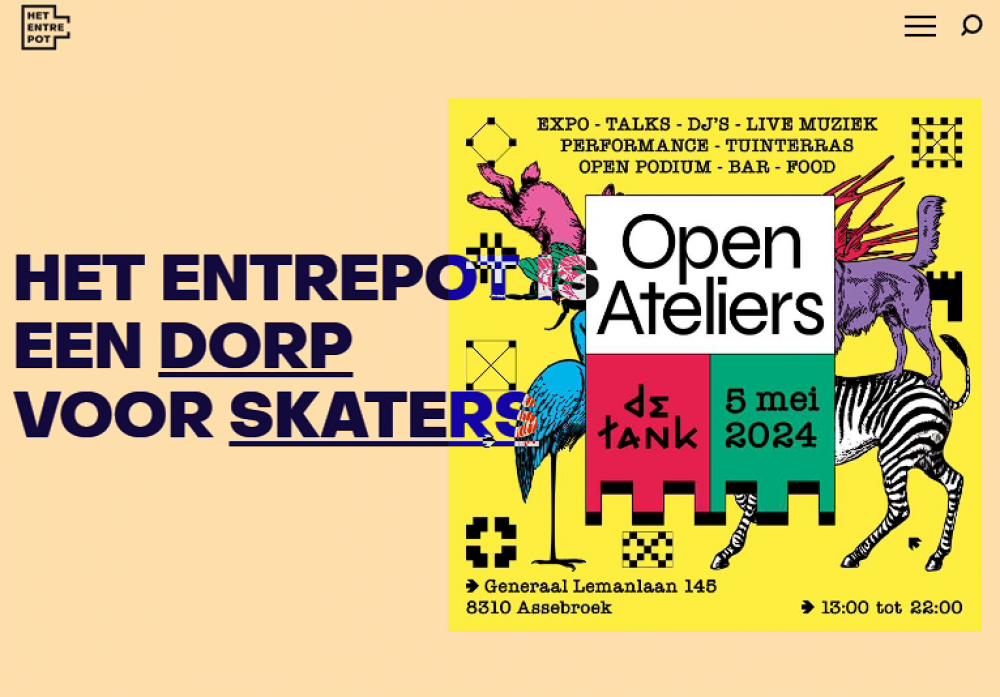 HET
ENTRE
POT
HET ENTREPOT IS
EEN DORP
VOOR SKATERS
EXPO - TALKS - DJ'S - LIVE MUZIEK
PERFORMANCE - TUINTERRAS
OPEN PODIUM - BAR - FOOD
Open
Ateliers
de
tank
5 mei
2024
Generaal Lemanlaan 145
8310 Assebroek
13:00 tot 22:00